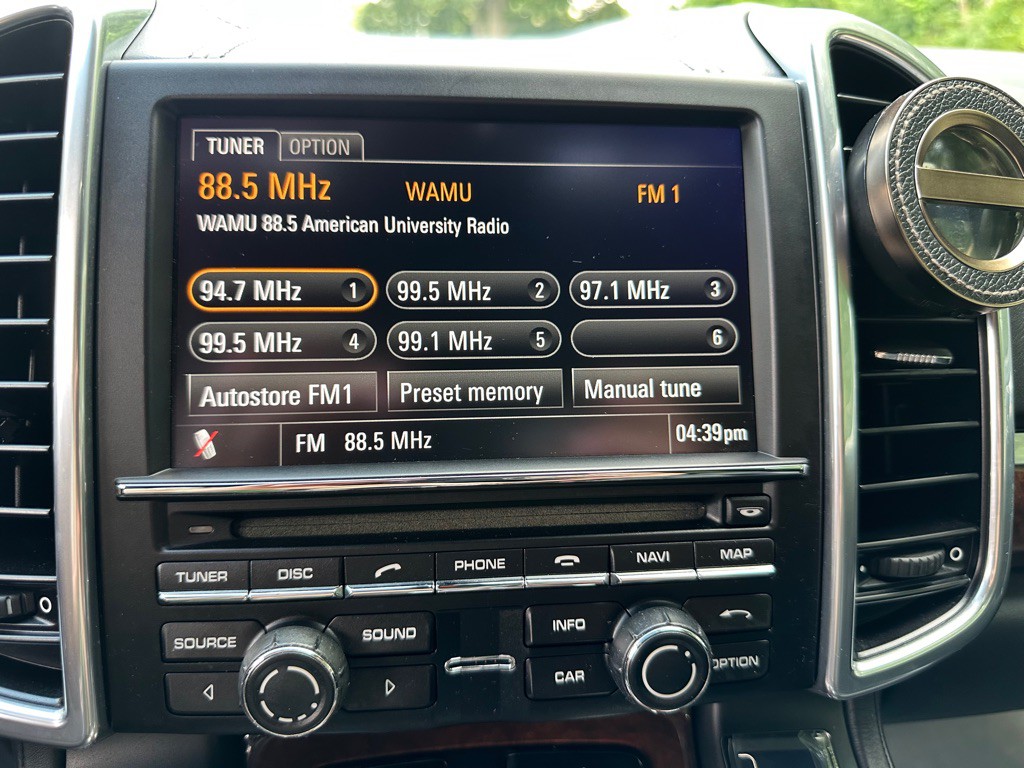 TUNER OPTION
88.5 MHz WAMU FM 1
WAMU 88.5 American University Radio
94.7 MHz 1 99.5 MHz 2 97.1 MHz 3
99.5 MHz 4 99.1 MHz 5 6
Autostore FM1 Preset memory Manual tune
FM 88.5 MHz 04:39pm
TUNER DISC PHONE NAVI MAP
SOURCE SOUND INFO
CAR OPTION